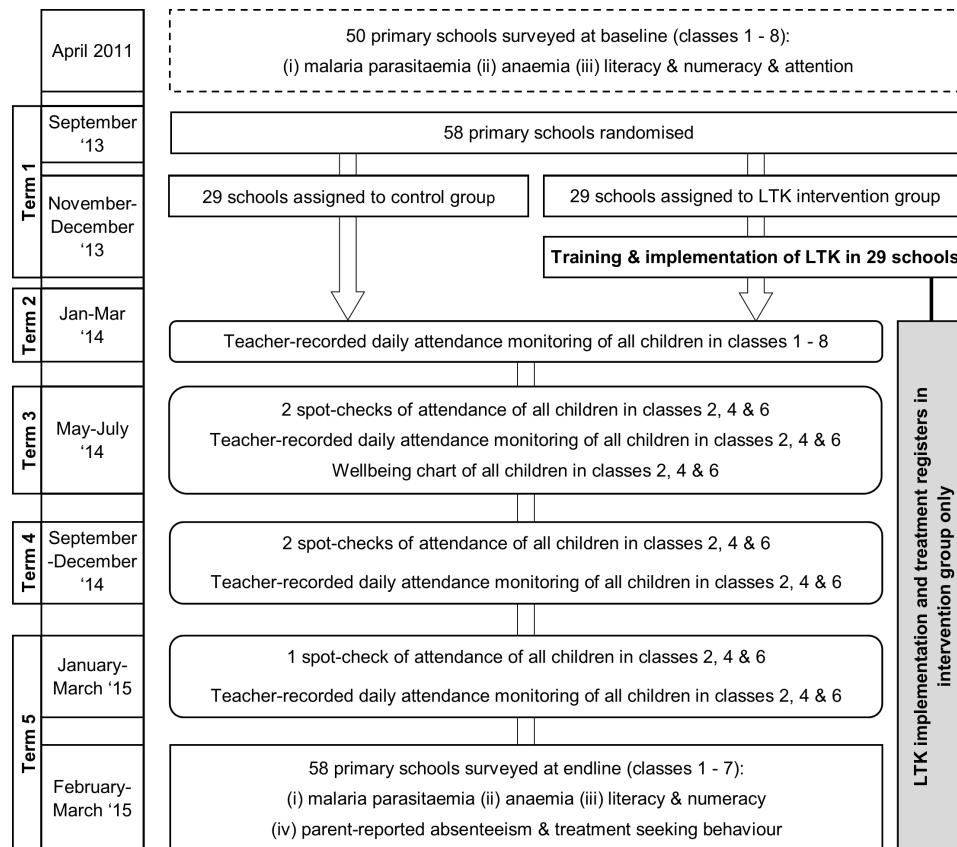 April 2011
50 primary schools surveyed at baseline (classes 1 - 8):
(i) malaria parasitaemia (ii) anaemia (iii) literacy & numeracy & attention
Term 1
September
‘13
58 primary schools randomised
November-
December
‘13
29 schools assigned to control group
29 schools assigned to LTK intervention group
Training & implementation of LTK in 29 schools
Term 2
Jan-Mar
‘14
Teacher-recorded daily attendance monitoring of all children in classes 1 - 8
Term 3
May-July
‘14
2 spot-checks of attendance of all children in classes 2, 4 & 6
Teacher-recorded daily attendance monitoring of all children in classes 2, 4 & 6
Wellbeing chart of all children in classes 2, 4 & 6
Term 4
September
-December
‘14
2 spot-checks of attendance of all children in classes 2, 4 & 6
Teacher-recorded daily attendance monitoring of all children in classes 2, 4 & 6
Term 5
January-
March ‘15
1 spot-check of attendance of all children in classes 2, 4 & 6
Teacher-recorded daily attendance monitoring of all children in classes 2, 4 & 6
February-
March ‘15
58 primary schools surveyed at endline (classes 1 - 7):
(i) malaria parasitaemia (ii) anaemia (iii) literacy & numeracy
(iv) parent-reported absenteeism & treatment seeking behaviour
LTK implementation and treatment registers in
intervention group only